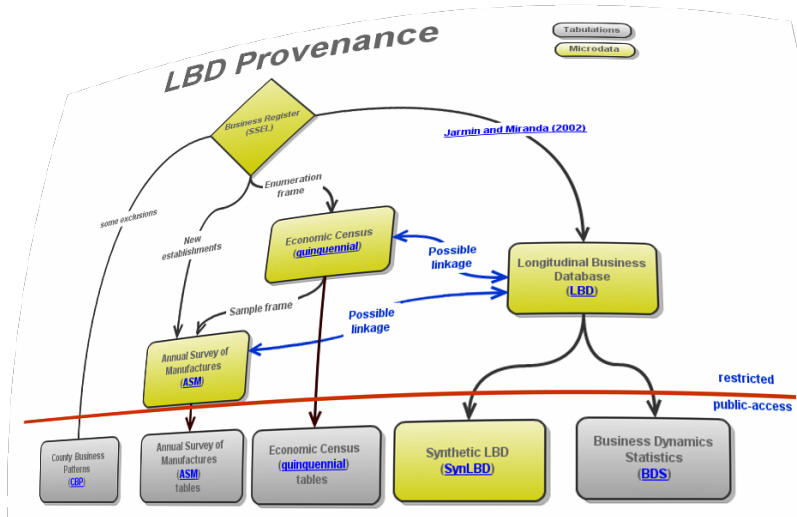 LBD Provenance
Tabulations
Microdata
Business Register
(SSEL)
Jarmin and Miranda (2002)
Enumeration
frame
some exclusions
New
establishments
Economic Census
(quinquennial)
Possible
linkage
Longitudinal Business
Database
(LBD)
Sample frame
Possible
linkage
Annual Survey of
Manufactures
(ASM)
restricted
public-access
County Business
Patterns
(CBP)
Annual Survey of
Manufactures
(ASM)
tables
Economic Census
(quinquennial)
tables
Synthetic LBD
(SynLBD)
Business Dynamics
Statistics
(BDS)